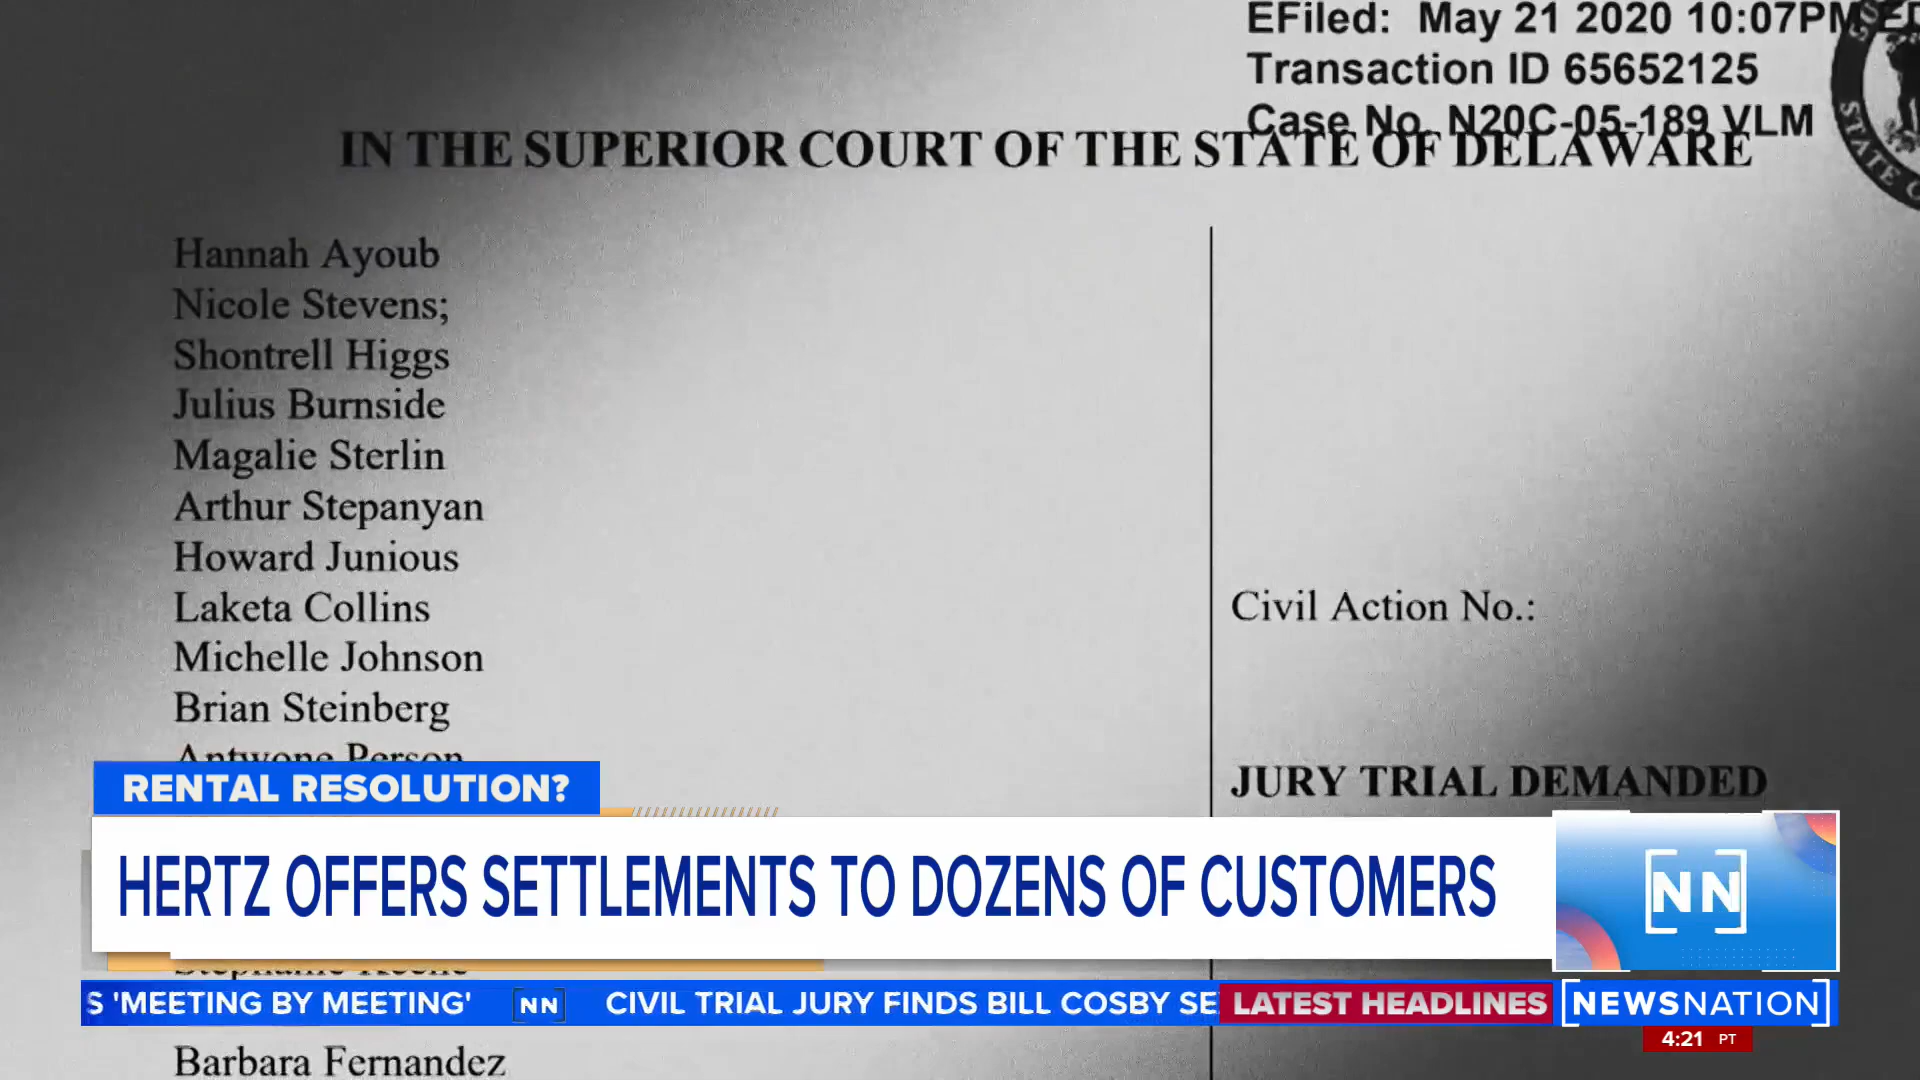 EFiled: May 21 2020 10:07PM ED
Transaction ID 65652125
Case No. N20C-05-189 VLM
IN THE SUPERIOR COURT OF THE STATE OF DELAWARE
STATE
Hannah Ayoub
Nicole Stevens;
Shontrell Higgs
Julius Burnside
Magalie Sterlin
Arthur Stepanyan
Howard Junious
Laketa Collins
Civil Action No.:
Michelle Johnson
Brian Steinberg
Antwone Person
JURY TRIAL DEMANDED
RENTAL RESOLUTION?
HERTZ OFFERS SETTLEMENTS TO DOZENS OF CUSTOMERS
NN
S 'MEETING BY MEETING' NN CIVIL TRIAL JURY FINDS BILL COSBY SE
LATEST HEADLINES
NEWSNATION
4:21 PT
Barbara Fernandez